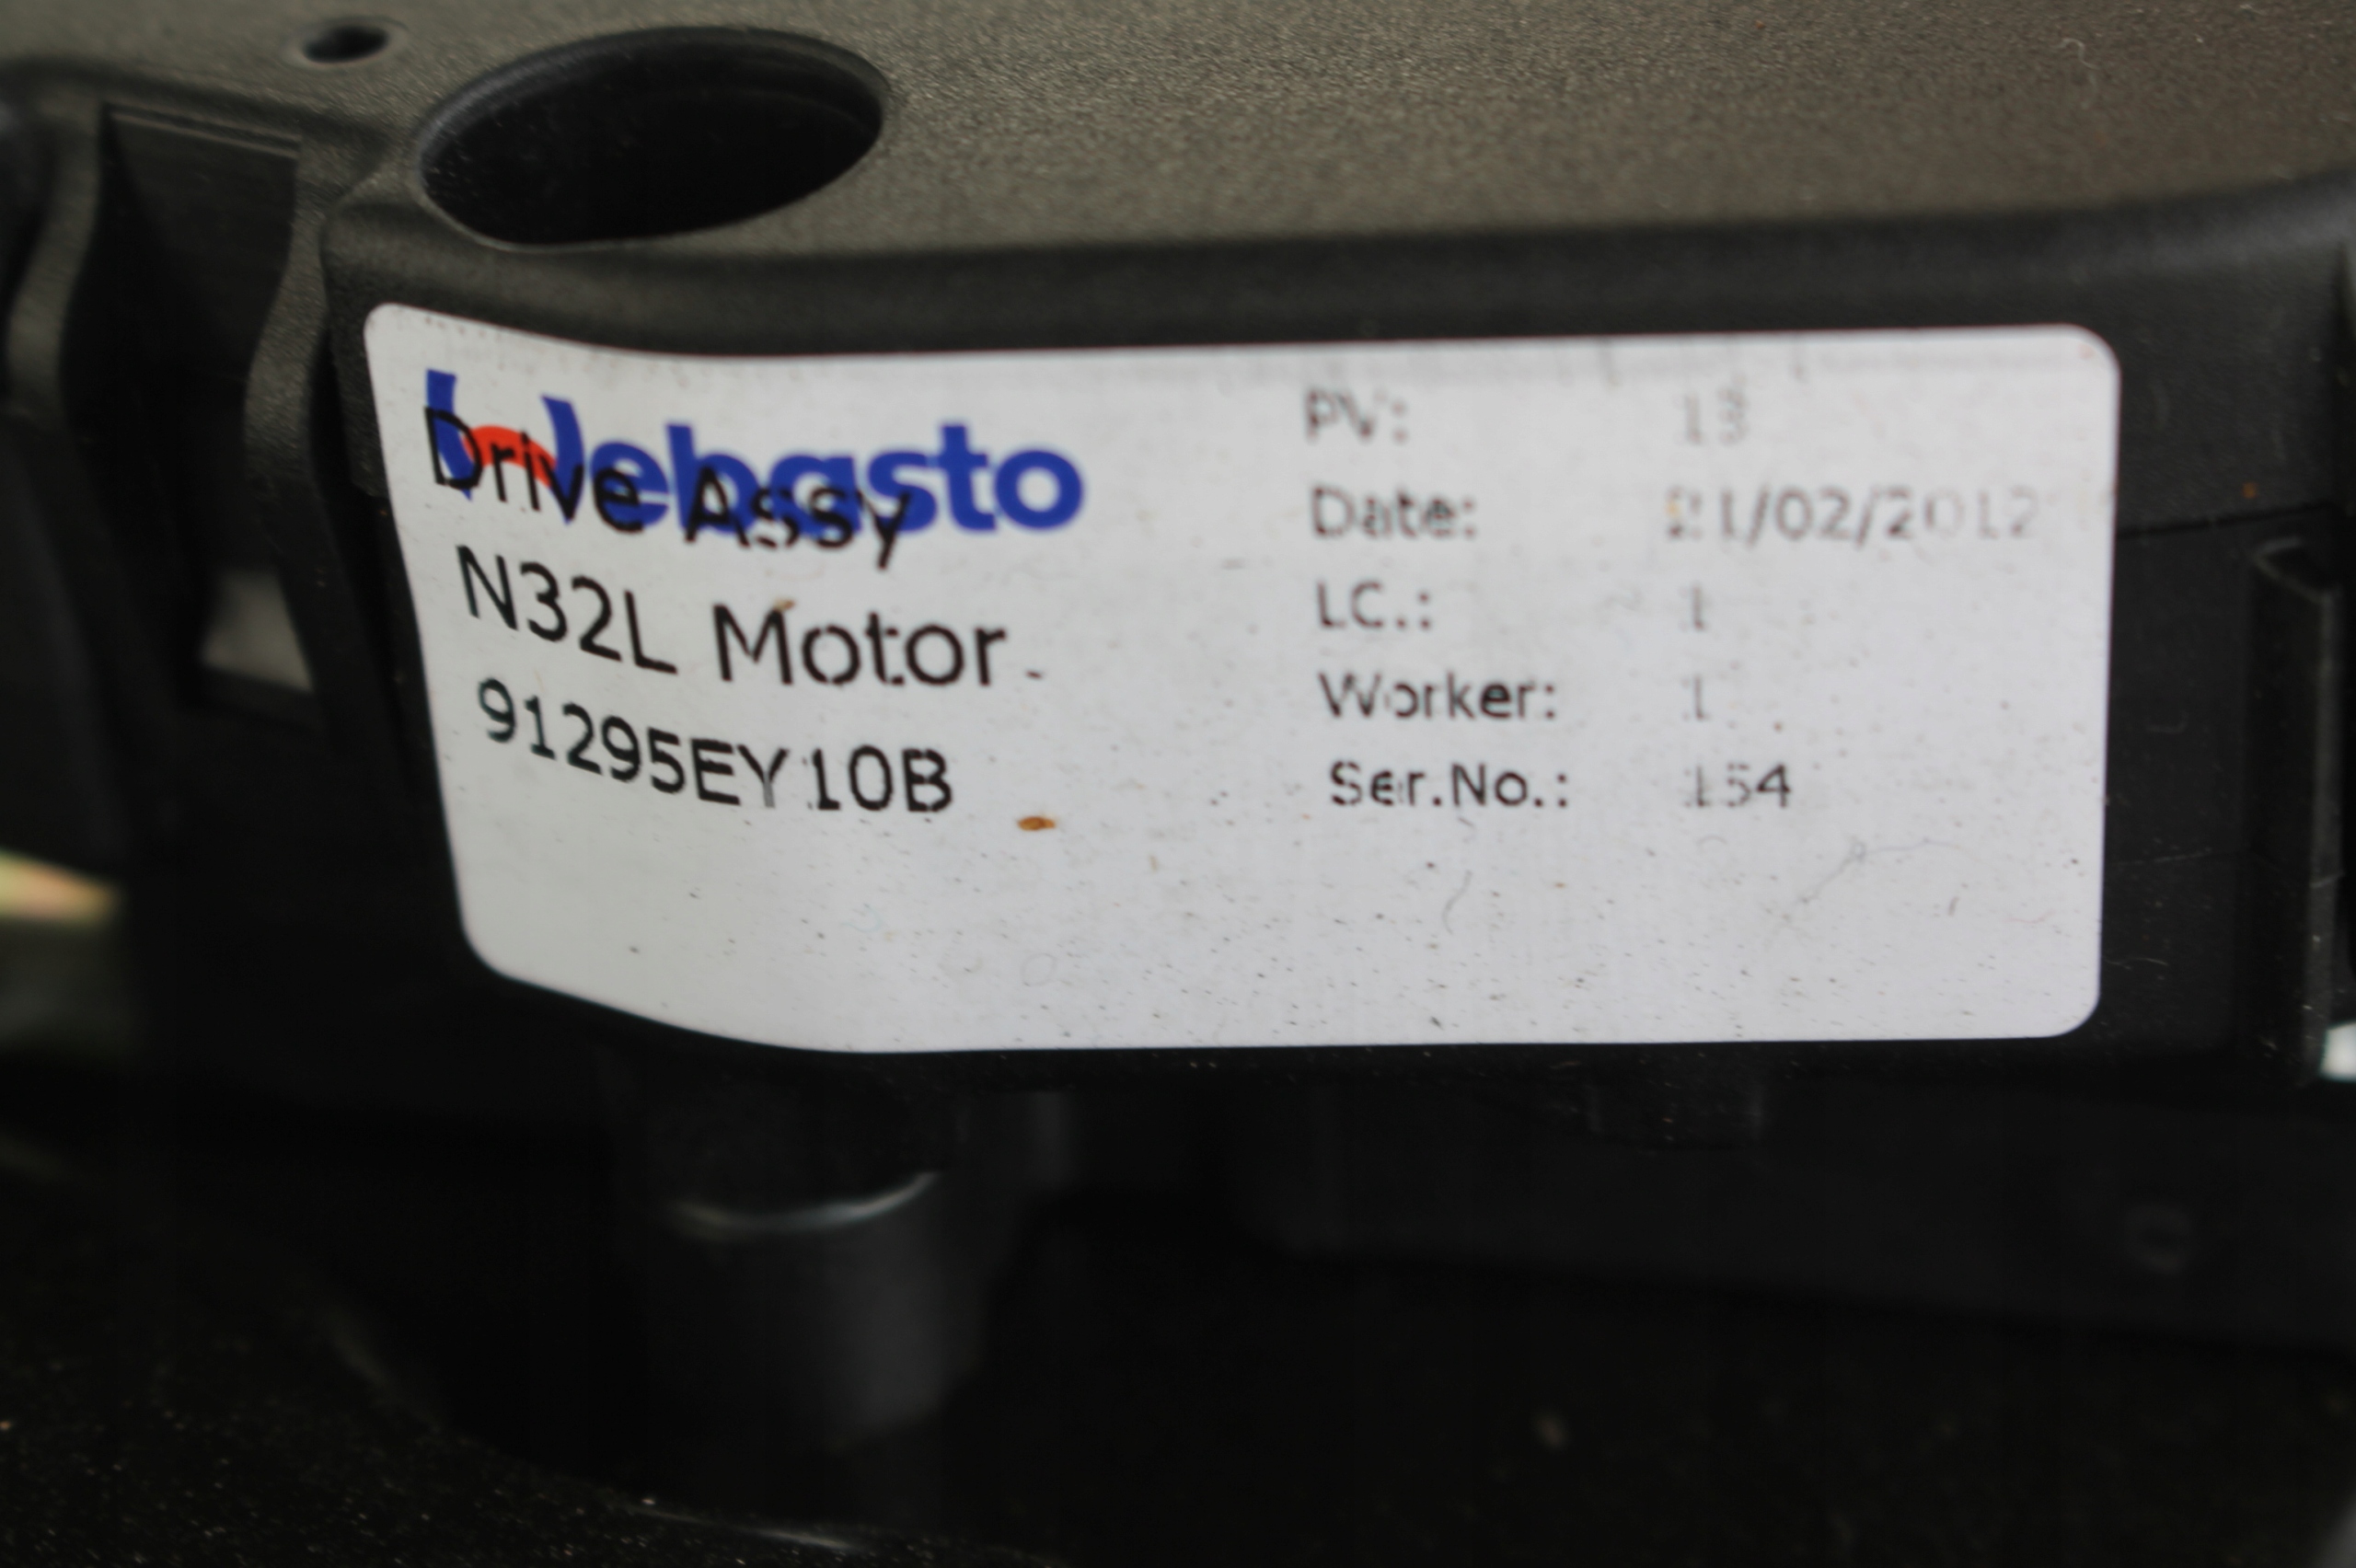 Webasto
Drive Assy
N32L Motor
91295EY10B
PV: 13
Date: 21/02/2012
LC.: 1
Worker: 1
Ser.No.: 154